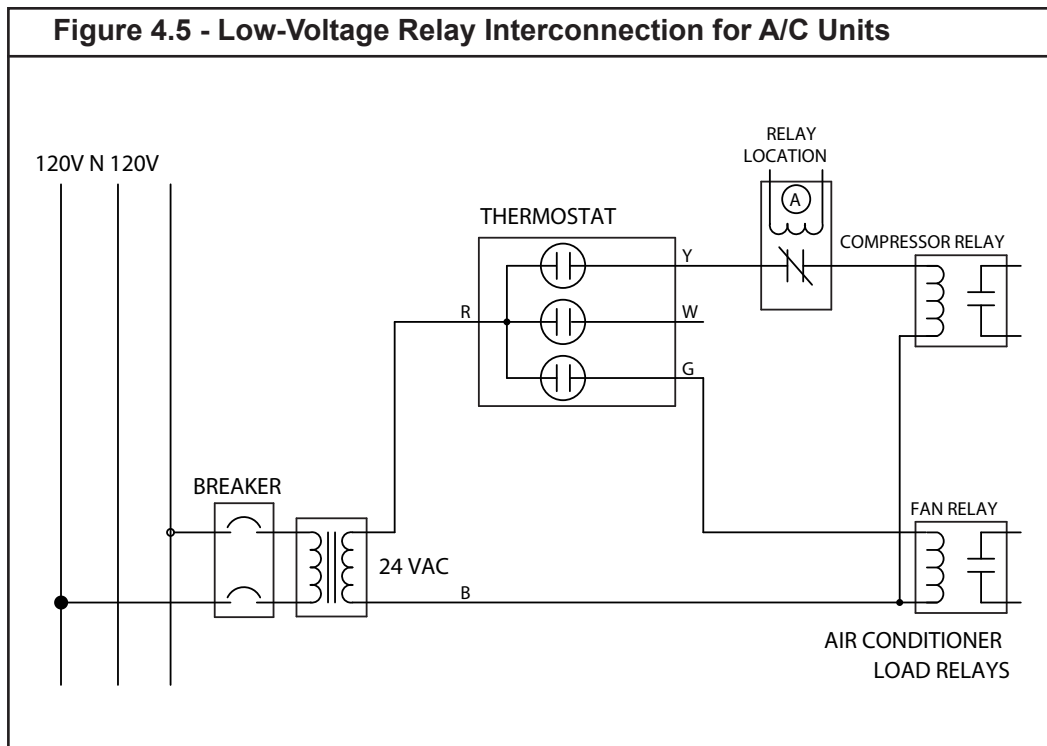 Figure 4.5 - Low-Voltage Relay Interconnection for A/C Units
RELAY
LOCATION
120V N 120V
A
THERMOSTAT
COMPRESSOR RELAY
Y
R
W
G
BREAKER
FAN RELAY
24 VAC
B
AIR CONDITIONER
LOAD RELAYS